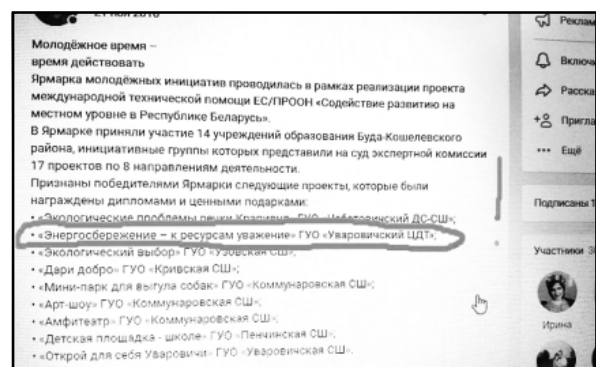 21 ноя 2016
Молодёжное время –
время действовать
Ярмарка молодёжных инициатив проводилась в рамках реализации проекта
международной технической помощи ЕС/ПРООН «Содействие развитию на
местном уровне в Республике Беларусь».
В Ярмарке приняли участие 14 учреждений образования Буда-Кошелевского
района, инициативные группы которых представили на суд экспертной комиссии
17 проектов по 8 направлениям деятельности.
Признаны победителями Ярмарки следующие проекты, которые были
награждены дипломами и ценными подарками:
• «Экологические проблемы речки ГУО ДС-СШ»;
• «Энергосбережение – к ресурсам уважение» ГУО «Уваровичский ЦДТ»;
• «Экологический выбор» ГУО «Узовская СШ»;
• «Дари добро» ГУО «Кривская СШ»;
• «Мини-парк для выгула собак» ГУО «Коммунаровская СШ»;
• «Арт-шоу» ГУО «Коммунаровская СШ»;
• «Амфитеатр» ГУО «Коммунаровская СШ»;
• «Детская площадка - школе» ГУО «Пенчинская СШ»;
• «Открой для себя Уваровичи» ГУО «Уваровичская СШ».
Реклам
Включи
Расска
Пригла
Ещё
Подписаны 1
Участники 3
Ирина